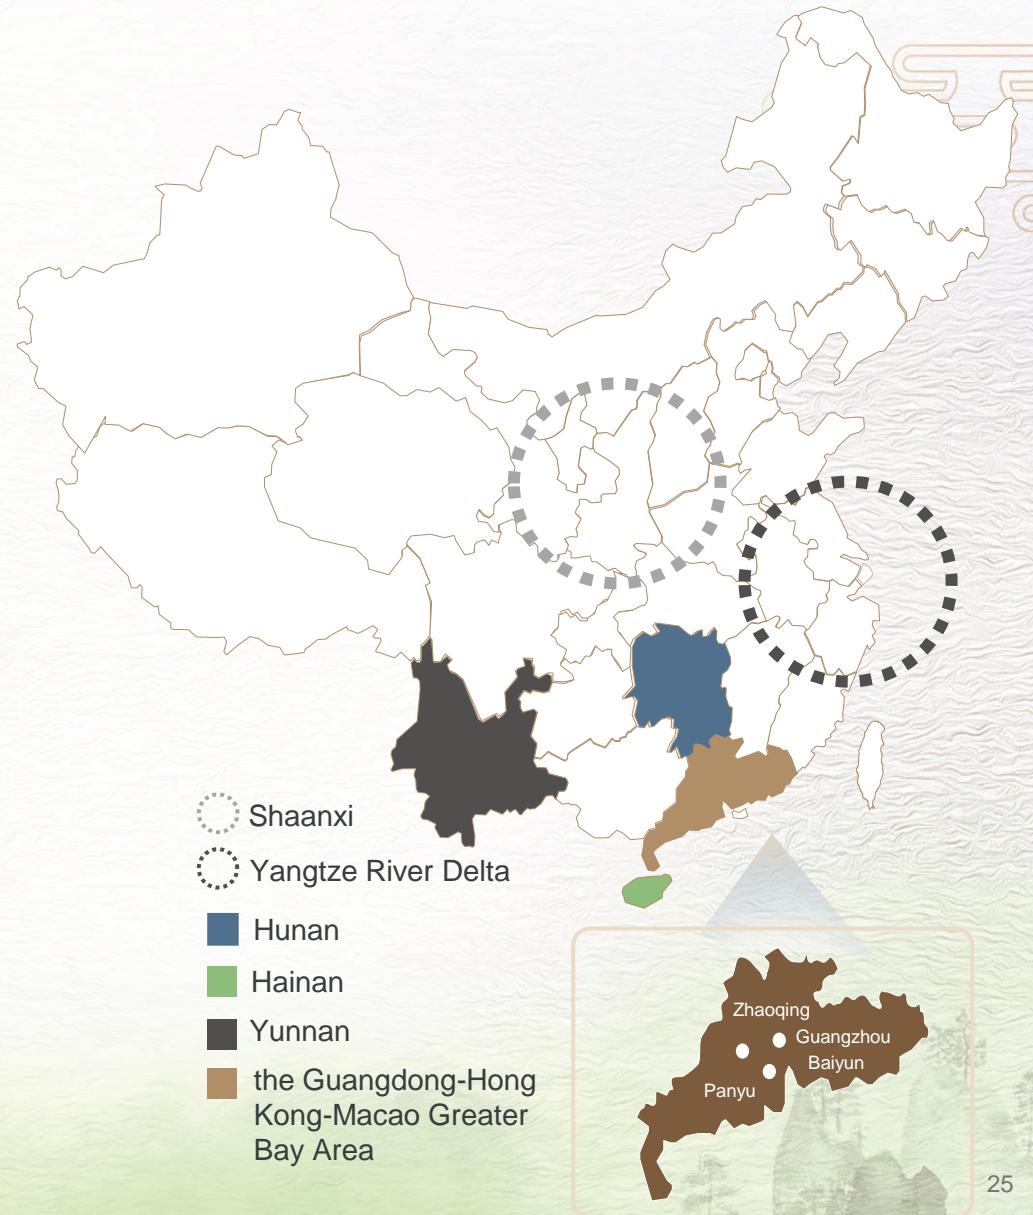 Shaanxi
Yangtze River Delta
Hunan
Hainan
Yunnan
the Guangdong-Hong
Kong-Macao Greater
Bay Area
Zhaoqing
Guangzhou
Baiyun
Panyu
25